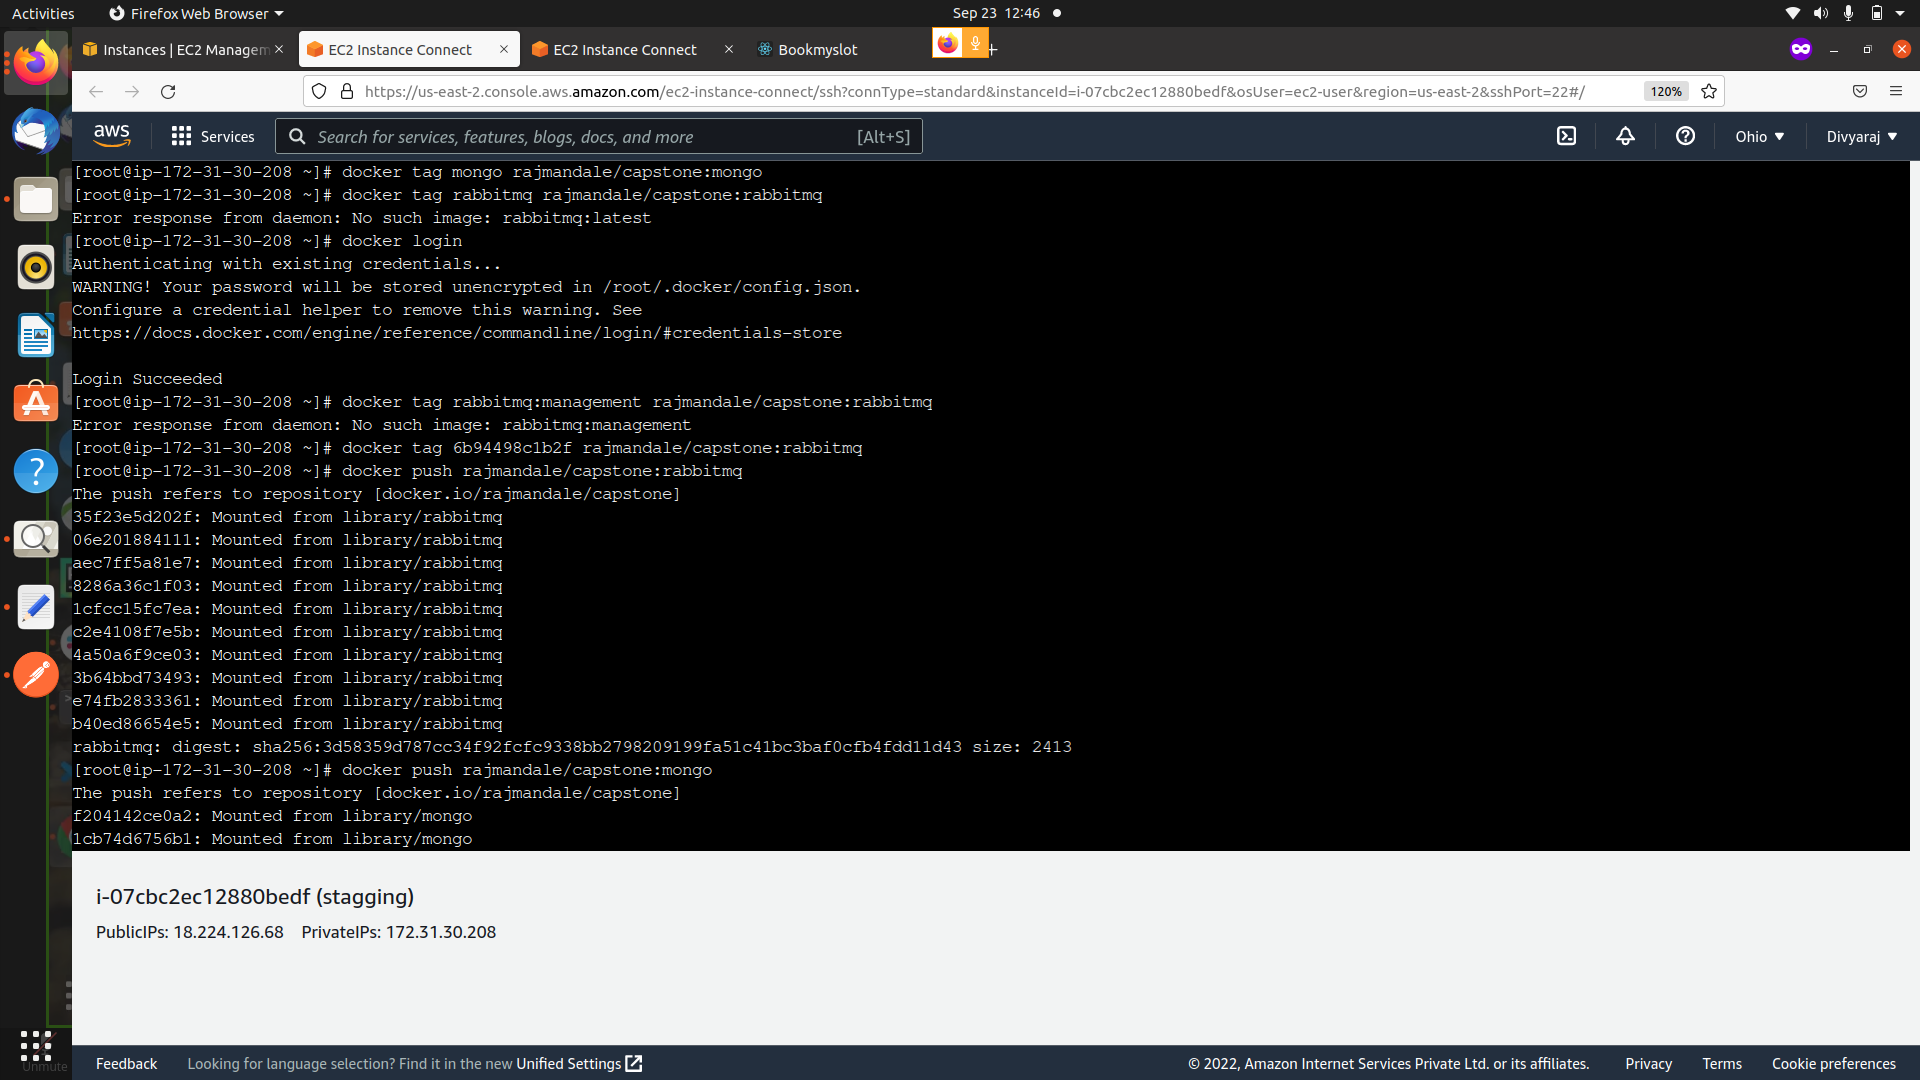 Activities
Firefox Web Browser
Sep 23 12:46
Instances | EC2 Managem
EC2 Instance Connect
EC2 Instance Connect
Bookmyslot
https://us-east-2.console.aws.amazon.com/ec2-instance-connect/ssh?connType=standard&instanceId=i-07cbc2ec12880bedf&osUser=ec2-user&region=us-east-2&sshPort=22#/
120%
aws
Services
Search for services, features, blogs, docs, and more
[Alt+S]
Ohio
Divyaraj
[root@ip-172-31-30-208 ~]# docker tag mongo rajmandale/capstone:mongo
[root@ip-172-31-30-208 ~]# docker tag rabbitmq rajmandale/capstone:rabbitmq
Error response from daemon: No such image: rabbitmq:latest
[root@ip-172-31-30-208 ~]# docker login
Authenticating with existing credentials...
WARNING! Your password will be stored unencrypted in /root/.docker/config.json.
Configure a credential helper to remove this warning. See
https://docs.docker.com/engine/reference/commandline/login/#credentials-store
Login Succeeded
[root@ip-172-31-30-208 ~]# docker tag rabbitmq:management rajmandale/capstone:rabbitmq
Error response from daemon: No such image: rabbitmq:management
[root@ip-172-31-30-208 ~]# docker tag 6b94498c1b2f rajmandale/capstone:rabbitmq
[root@ip-172-31-30-208 ~]# docker push rajmandale/capstone:rabbitmq
The push refers to repository [docker.io/rajmandale/capstone]
35f23e5d202f: Mounted from library/rabbitmq
06e201884111: Mounted from library/rabbitmq
aec7ff5a81e7: Mounted from library/rabbitmq
8286a36c1f03: Mounted from library/rabbitmq
1cfcc15fc7ea: Mounted from library/rabbitmq
c2e4108f7e5b: Mounted from library/rabbitmq
4a50a6f9ce03: Mounted from library/rabbitmq
3b64bbd73493: Mounted from library/rabbitmq
e74fb2833361: Mounted from library/rabbitmq
b40ed86654e5: Mounted from library/rabbitmq
rabbitmq: digest: sha256:3d58359d787cc34f92fcfc9338bb2798209199fa51c41bc3baf0cfb4fdd11d43 size: 2413
[root@ip-172-31-30-208 ~]# docker push rajmandale/capstone:mongo
The push refers to repository [docker.io/rajmandale/capstone]
f204142ce0a2: Mounted from library/mongo
1cb74d6756b1: Mounted from library/mongo
i-07cbc2ec12880bedf (stagging)
PublicIPs: 18.224.126.68 PrivateIPs: 172.31.30.208
Unmute
Feedback
Looking for language selection? Find it in the new Unified Settings
© 2022, Amazon Internet Services Private Ltd. or its affiliates.
Privacy
Terms
Cookie preferences